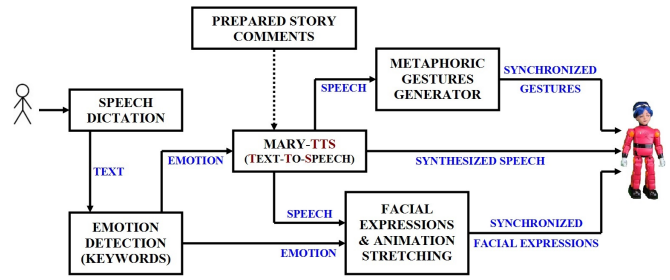 PREPARED STORY
COMMENTS
METAPHORIC
GESTURES
GENERATOR
SYNCHRONIZED
GESTURES
SPEECH
SPEECH
DICTATION
MARY-TTS
(TEXT-TO-SPEECH)
EMOTION
SYNTHESIZED SPEECH
TEXT
SPEECH
EMOTION
DETECTION
(KEYWORDS)
EMOTION
FACIAL
EXPRESSIONS
& ANIMATION
STRETCHING
SYNCHRONIZED
FACIAL EXPRESSIONS